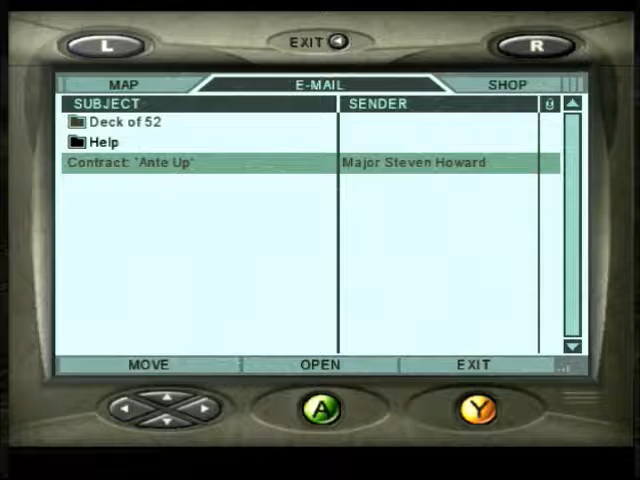 L EXIT R
MAP E-MAIL SHOP
SUBJECT SENDER
Deck of 52
Help
Contract: 'Ante Up' Major Steven Howard
MOVE OPEN EXIT
A Y